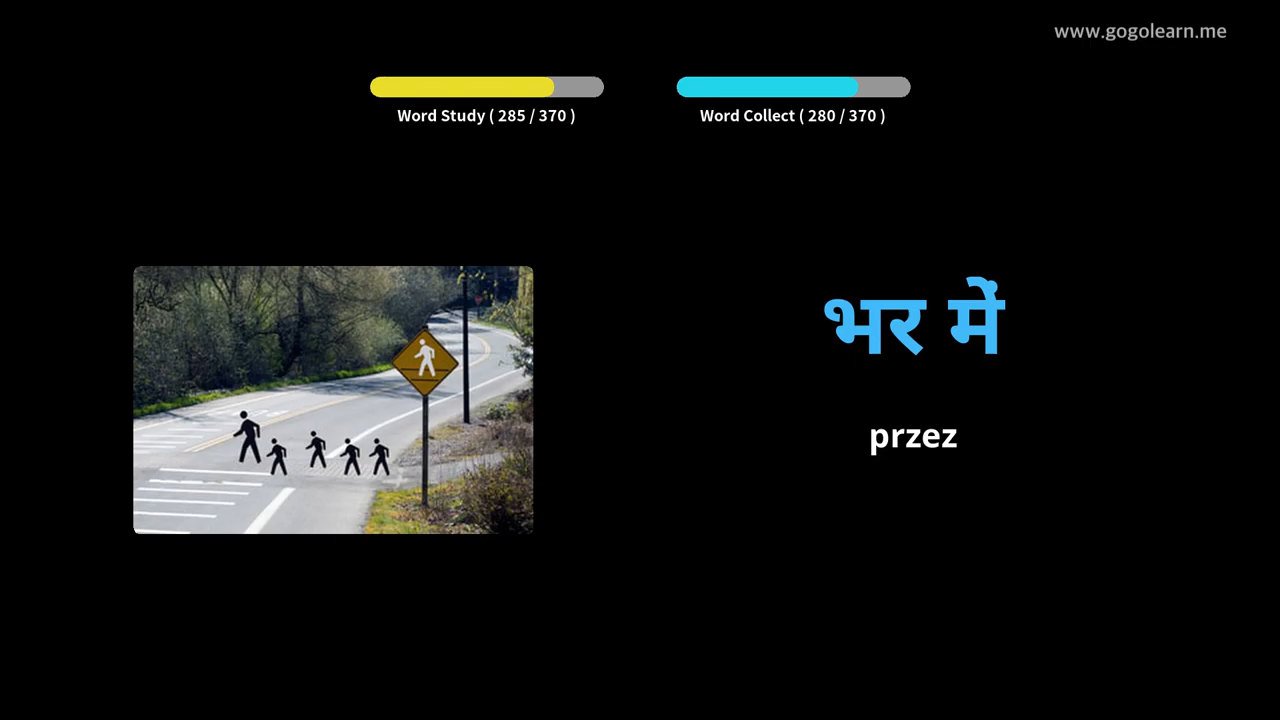 www.gogolearn.me
Word Study ( 285 / 370 )
Word Collect ( 280 / 370 )
भर में
przez